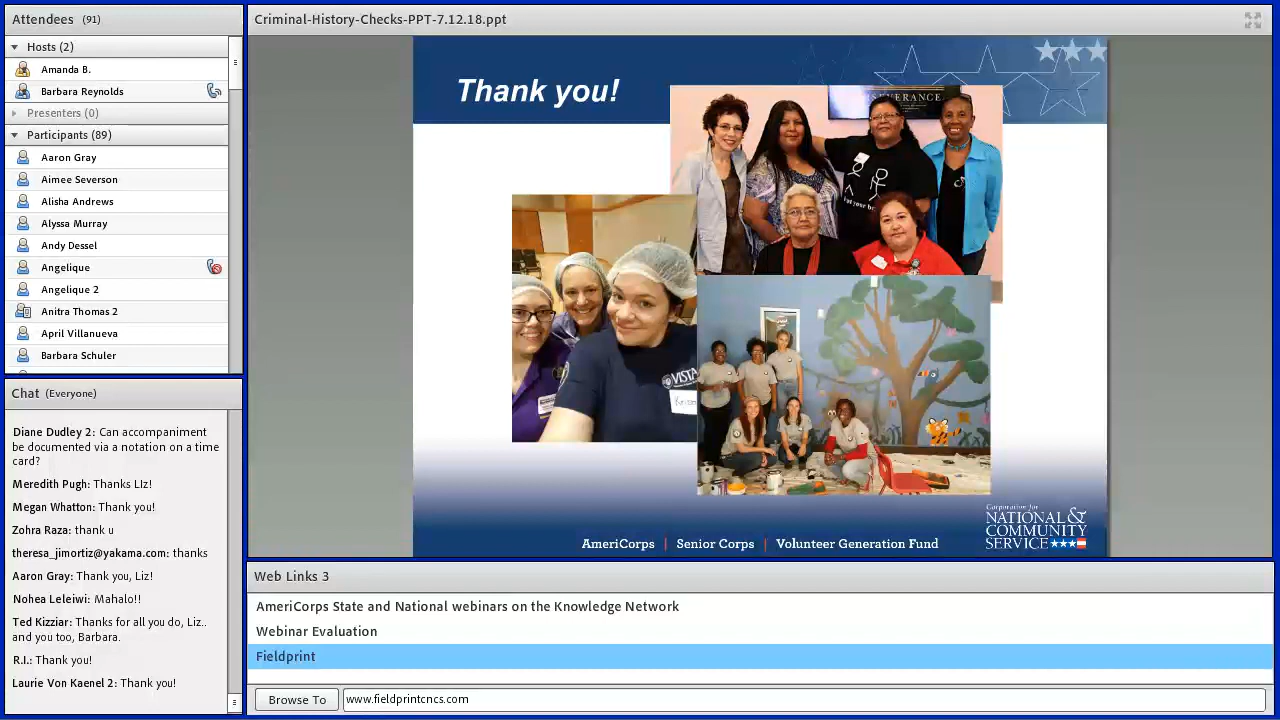 Attendees (91)
Hosts (2)
Amanda B.
Barbara Reynolds
Presenters (0)
Participants (89)
Aaron Gray
Aimee Severson
Alisha Andrews
Alyssa Murray
Andy Dessel
Angelique
Angelique 2
Anitra Thomas 2
April Villanueva
Barbara Schuler
Chat (Everyone)
Diane Dudley 2: Can accompaniment
be documented via a notation on a time
card?
Meredith Pugh: Thanks LIz!
Megan Whatton: Thank you!
Zohra Raza: thank u
theresa_jimortiz@yakama.com: thanks
Aaron Gray: Thank you, Liz!
Nohea Leleiwi: Mahalo!!
Ted Kizziar: Thanks for all you do, Liz..
and you too, Barbara.
R.I.: Thank you!
Laurie Von Kaenel 2: Thank you!
Criminal-History-Checks-PPT-7.12.18.ppt
Thank you!
SEVERANCE
VISTA
Corporation for
NATIONAL &
COMMUNITY
SERVICE
AmeriCorps | Senior Corps | Volunteer Generation Fund
Web Links 3
AmeriCorps State and National webinars on the Knowledge Network
Webinar Evaluation
Fieldprint
Browse To www.fieldprintcncs.com